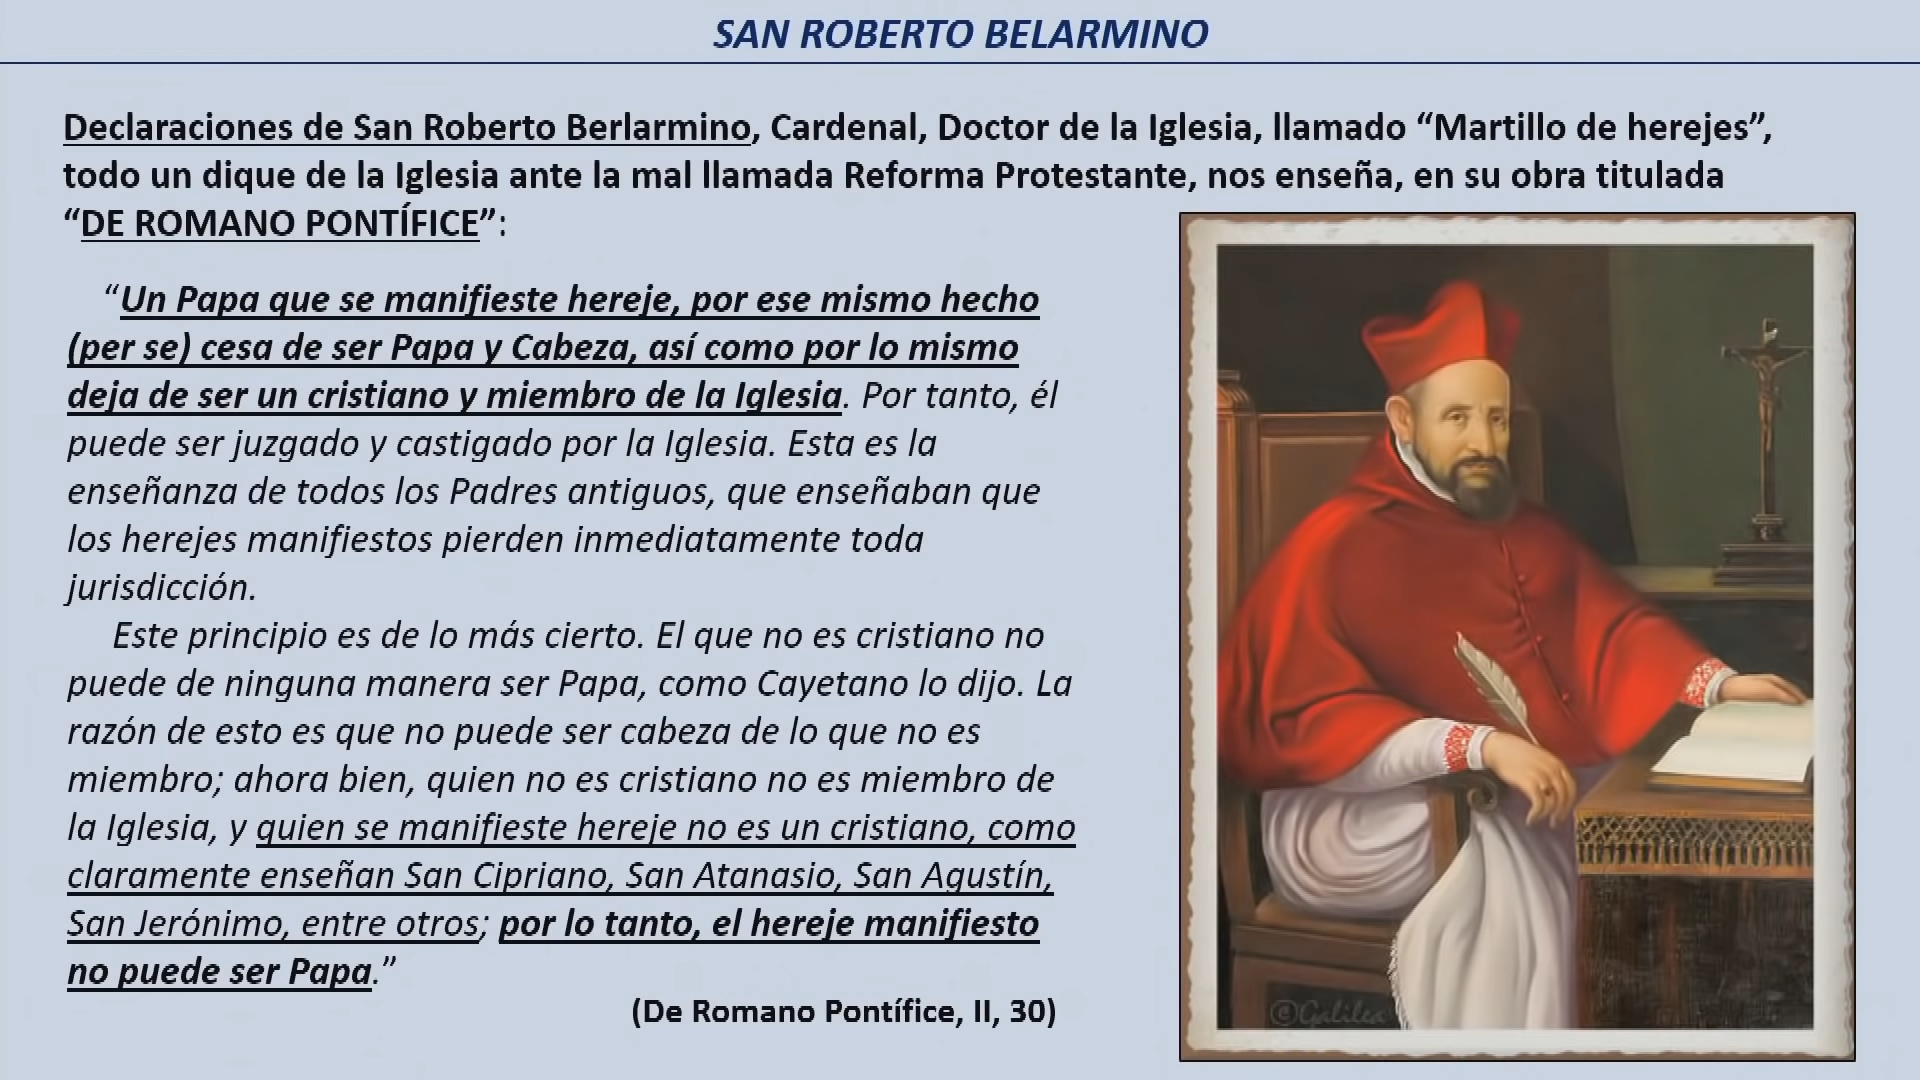 SAN ROBERTO BELARMINO
Declaraciones de San Roberto Berlarmino, Cardenal, Doctor de la Iglesia, llamado “Martillo de herejes”,
todo un dique de la Iglesia ante la mal llamada Reforma Protestante, nos enseña, en su obra titulada
“DE ROMANO PONTÍFICE”:
“Un Papa que se manifieste hereje, por ese mismo hecho
(per se) cesa de ser Papa y Cabeza, así como por lo mismo
deja de ser un cristiano y miembro de la Iglesia. Por tanto, él
puede ser juzgado y castigado por la Iglesia. Esta es la
enseñanza de todos los Padres antiguos, que enseñaban que
los herejes manifiestos pierden inmediatamente toda
jurisdicción.
Este principio es de lo más cierto. El que no es cristiano no
puede de ninguna manera ser Papa, como Cayetano lo dijo. La
razón de esto es que no puede ser cabeza de lo que no es
miembro; ahora bien, quien no es cristiano no es miembro de
la Iglesia, y quien se manifieste hereje no es un cristiano, como
claramente enseñan San Cipriano, San Atanasio, San Agustín,
San Jerónimo, entre otros; por lo tanto, el hereje manifiesto
no puede ser Papa.”
(De Romano Pontífice, II, 30)
©Galilea